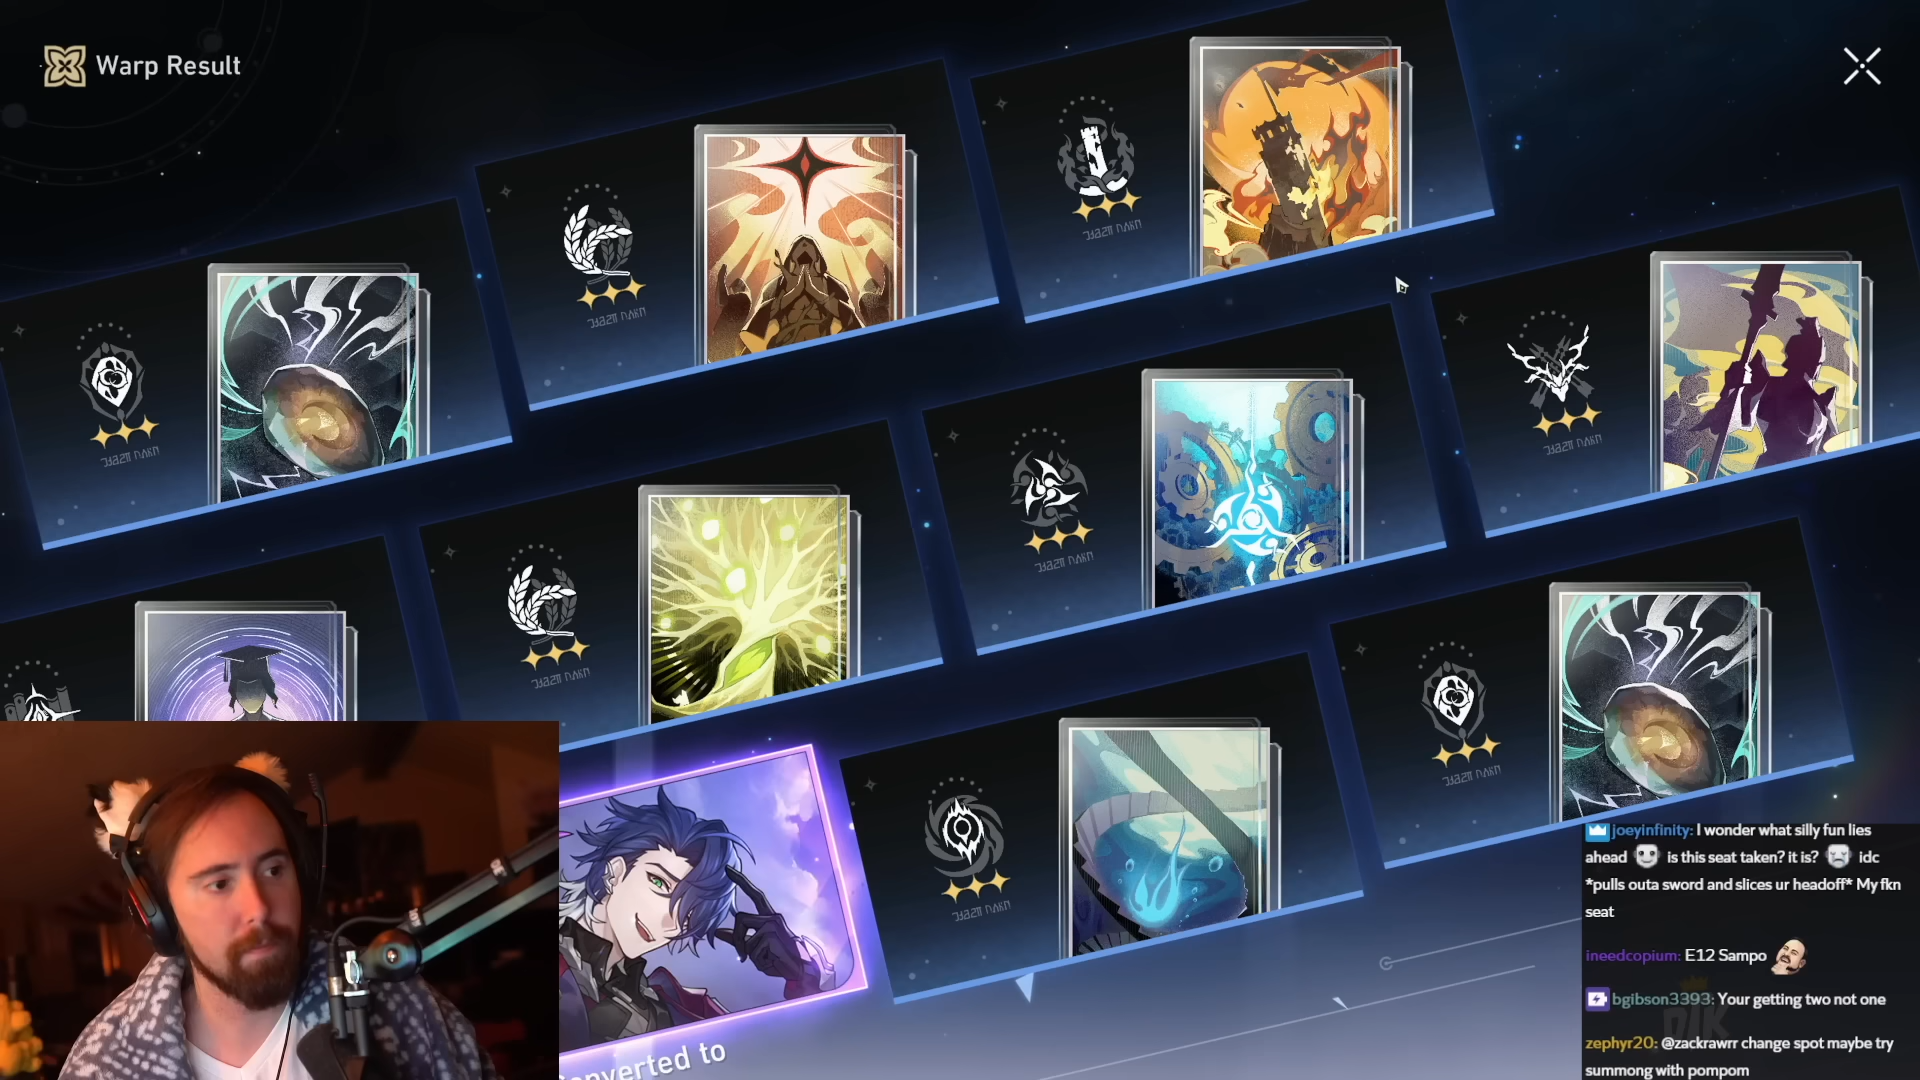 Warp Result
Converted to
joeyinfinity: I wonder what silly fun lies
ahead is this seat taken? it is? idc
*pulls outa sword and slices ur headoff* My fkn
seat
ineedcopium: E12 Sampo
bgibson3393: Your getting two not one
zephyr20: @zackrawrr change spot maybe try
summong with pompom